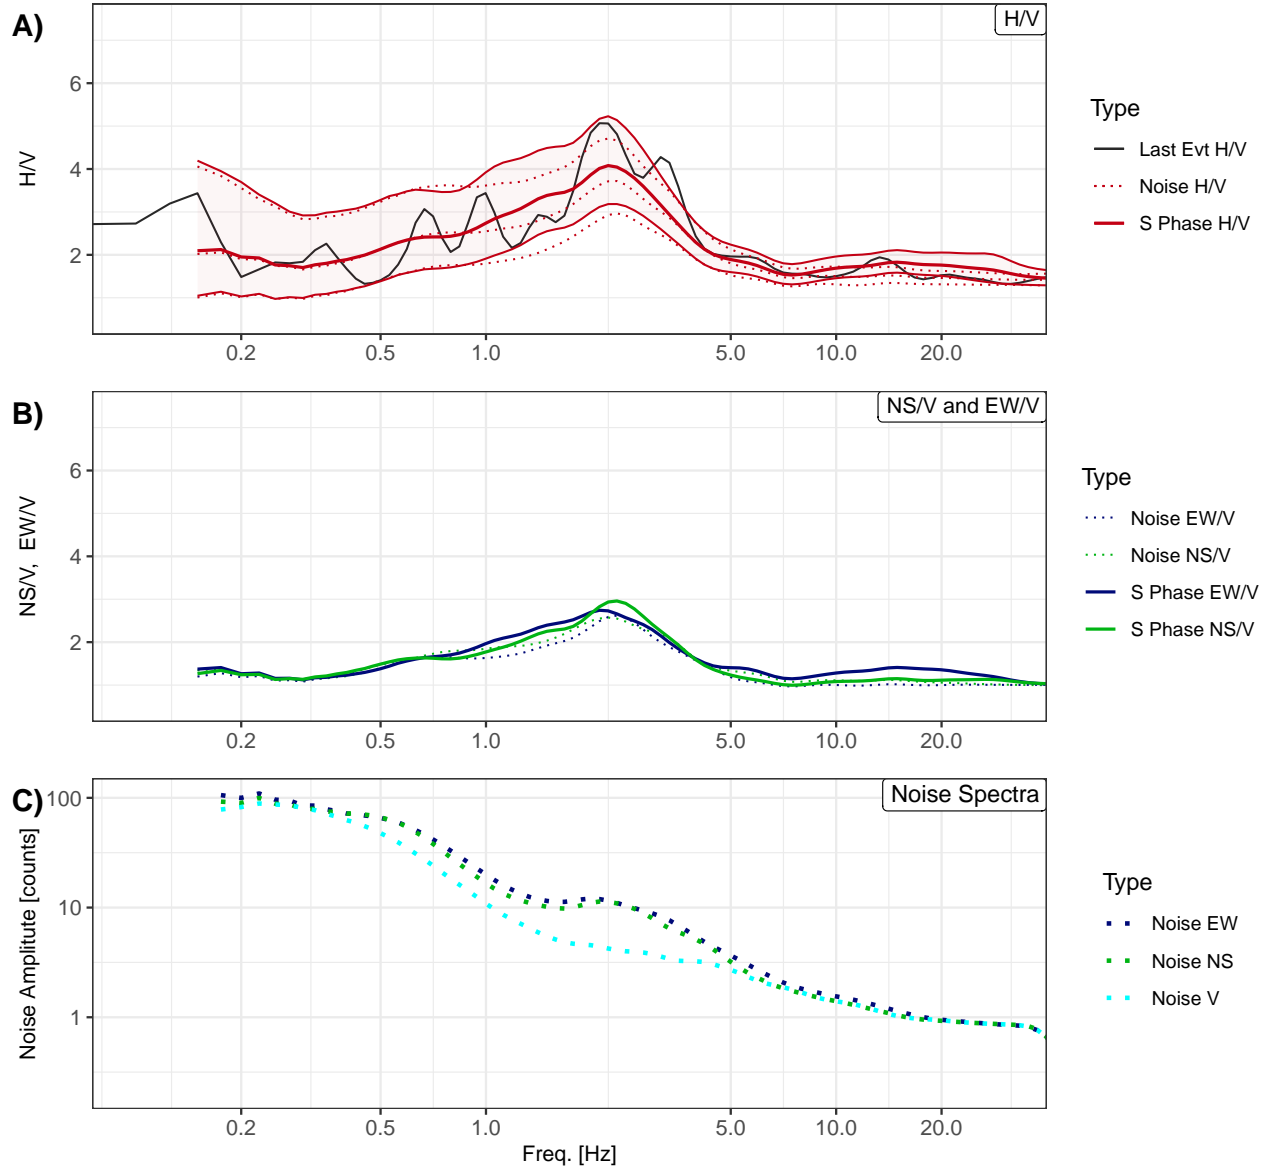 A)
H/V
6
4
2
H/V
0.2 0.5 1.0 5.0 10.0 20.0
Type
Last Evt H/V
Noise H/V
S Phase H/V
B)
NS/V and EW/V
6
4
2
NS/V, EW/V
0.2 0.5 1.0 5.0 10.0 20.0
Type
Noise EW/V
Noise NS/V
S Phase EW/V
S Phase NS/V
C)
Noise Spectra
100
10
1
Noise Amplitute [counts]
0.2 0.5 1.0 5.0 10.0 20.0
Freq. [Hz]
Type
Noise EW
Noise NS
Noise V